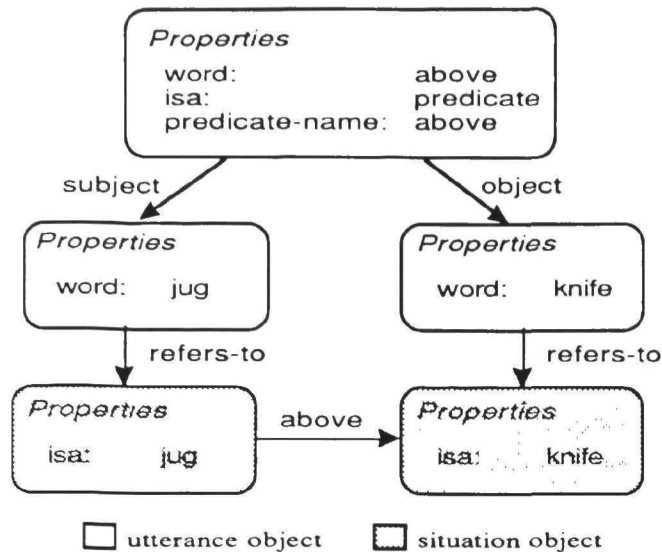 Properties
word: above
isa: predicate
predicate-name: above
subject object
Properties Properties
word: jug word: knife
refers-to refers-to
Properties Properties
above
isa: jug isa: knife
utterance object situation object